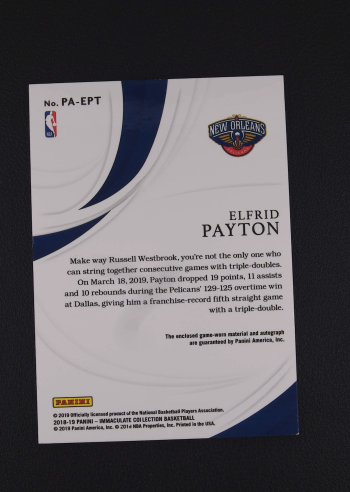 No. PA-EPT
NEW ORLEANS
ELFRID
PAYTON
Make way Russell Westbrook, you're not the only one who
can string together consecutive games with triple-doubles.
On March 18, 2019, Payton dropped 19 points, 11 assists
and 10 rebounds during the Pelicans' 129-125 overtime win
at Dallas, giving him a franchise-record fifth straight game
with a triple-double.
The enclosed game-worn material and autograph
are guaranteed by Panini America, Inc.
PANINI
© 2019 Officially licensed product of the National Basketball Players Association.
2018-19 PANINI – IMMACULATE COLLECTION BASKETBALL
© 2019 Panini America, Inc. © 2018 NBA Properties, Inc. Printed in the USA.